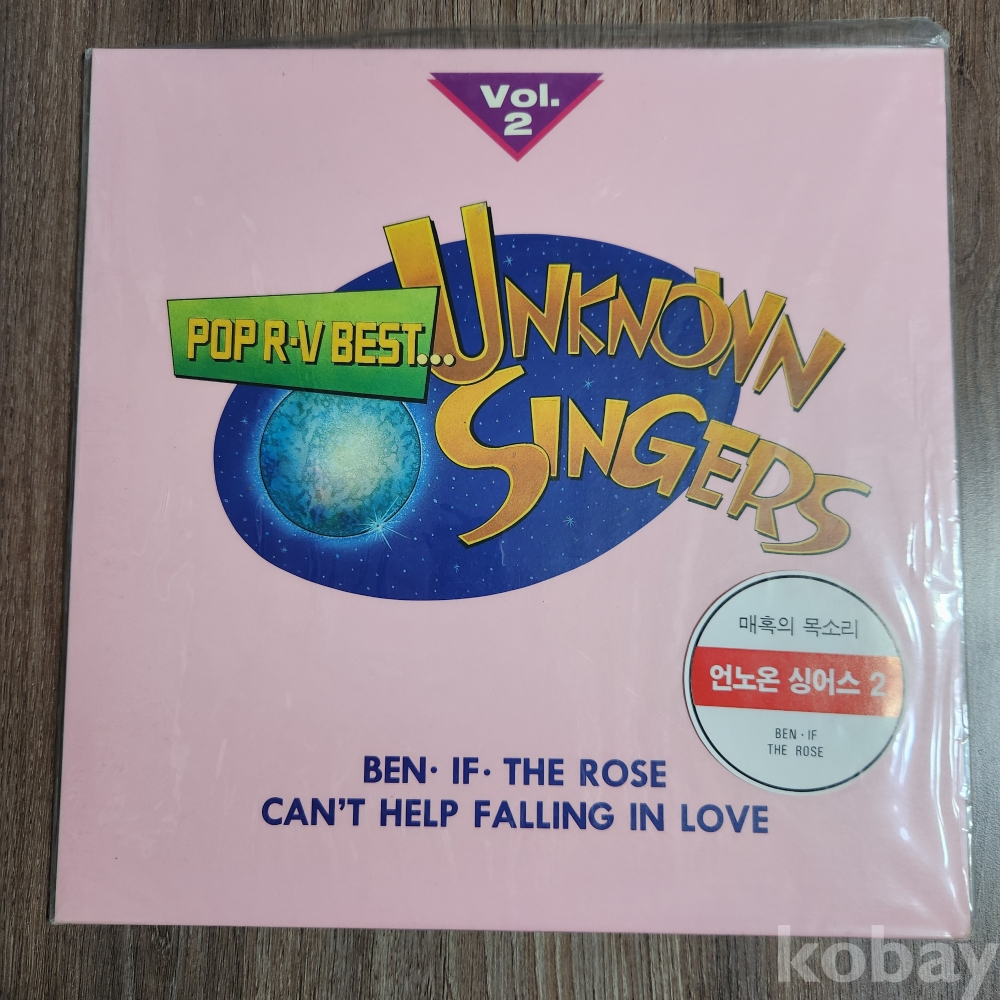 Vol.
2
POP R·V BEST...
UNKNOWN
SINGERS
매혹의 목소리
언노온 싱어스 2
BEN · IF
THE ROSE
BEN· IF· THE ROSE
CAN'T HELP FALLING IN LOVE
kobay